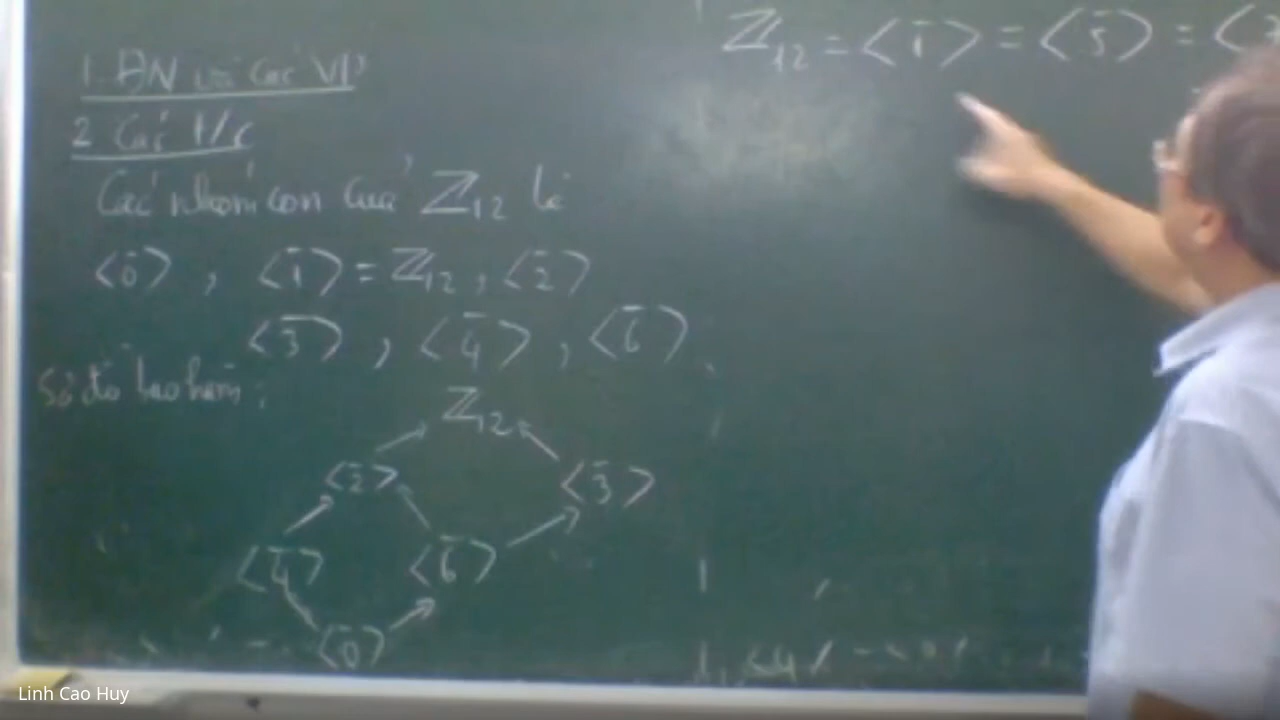 1. ĐN và các VD
2 Các t/c
Các nhóm con của ℤ₁₂ là
⟨0̄⟩ , ⟨1̄⟩ = ℤ₁₂ , ⟨2̄⟩
⟨3̄⟩ , ⟨4̄⟩ , ⟨6̄⟩ .
Sơ đồ bao hàm :
ℤ₁₂
⟨2̄⟩ ⟨3̄⟩
⟨4̄⟩ ⟨6̄⟩
⟨0̄⟩
ℤ₁₂ = ⟨1̄⟩ = ⟨5̄⟩ = ⟨
Linh Cao Huy